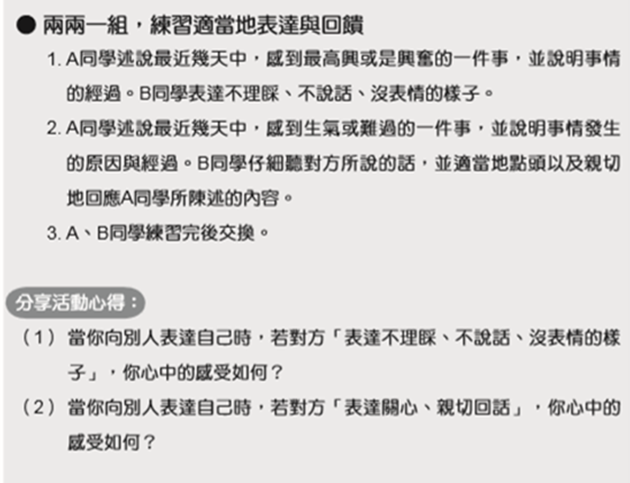 ● 兩兩一組，練習適當地表達與回饋
1. A同學述說最近幾天中，感到最高興或是興奮的一件事，並說明事情
的經過。B同學表達不理睬、不說話、沒表情的樣子。
2. A同學述說最近幾天中，感到生氣或難過的一件事，並說明事情發生
的原因與經過。B同學仔細聽對方所說的話，並適當地點頭以及親切
地回應A同學所陳述的內容。
3. A、B同學練習完後交換。
分享活動心得：
（1）當你向別人表達自己時，若對方「表達不理睬、不說話、沒表情的樣
子」，你心中的感受如何？
（2）當你向別人表達自己時，若對方「表達關心、親切回話」，你心中的
感受如何？